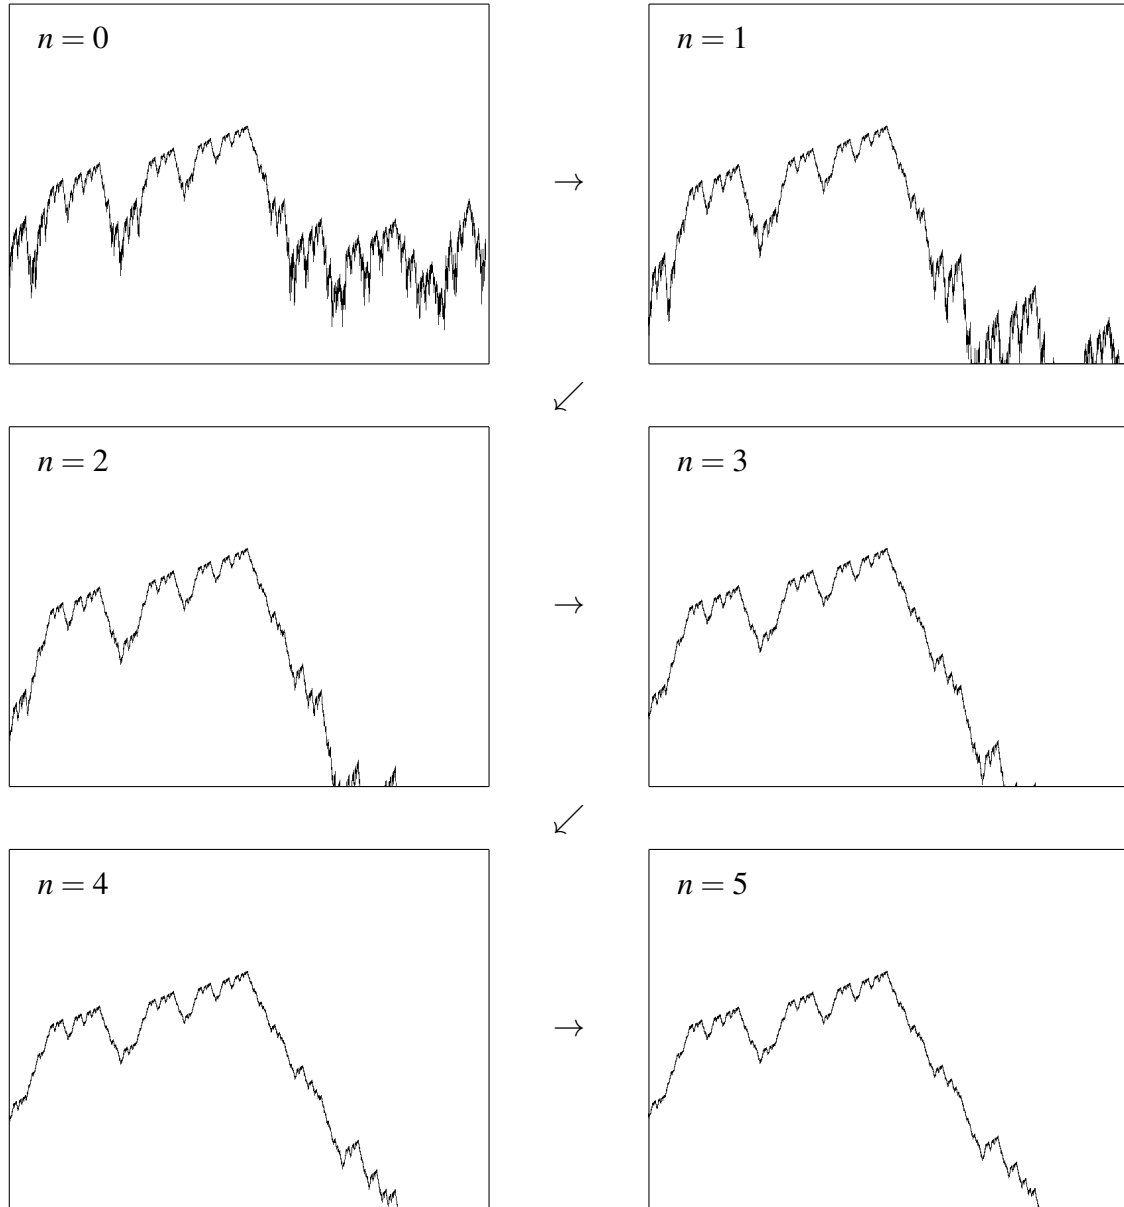 n = 0
n = 1
→
↙
n = 2
n = 3
→
↙
n = 4
n = 5
→